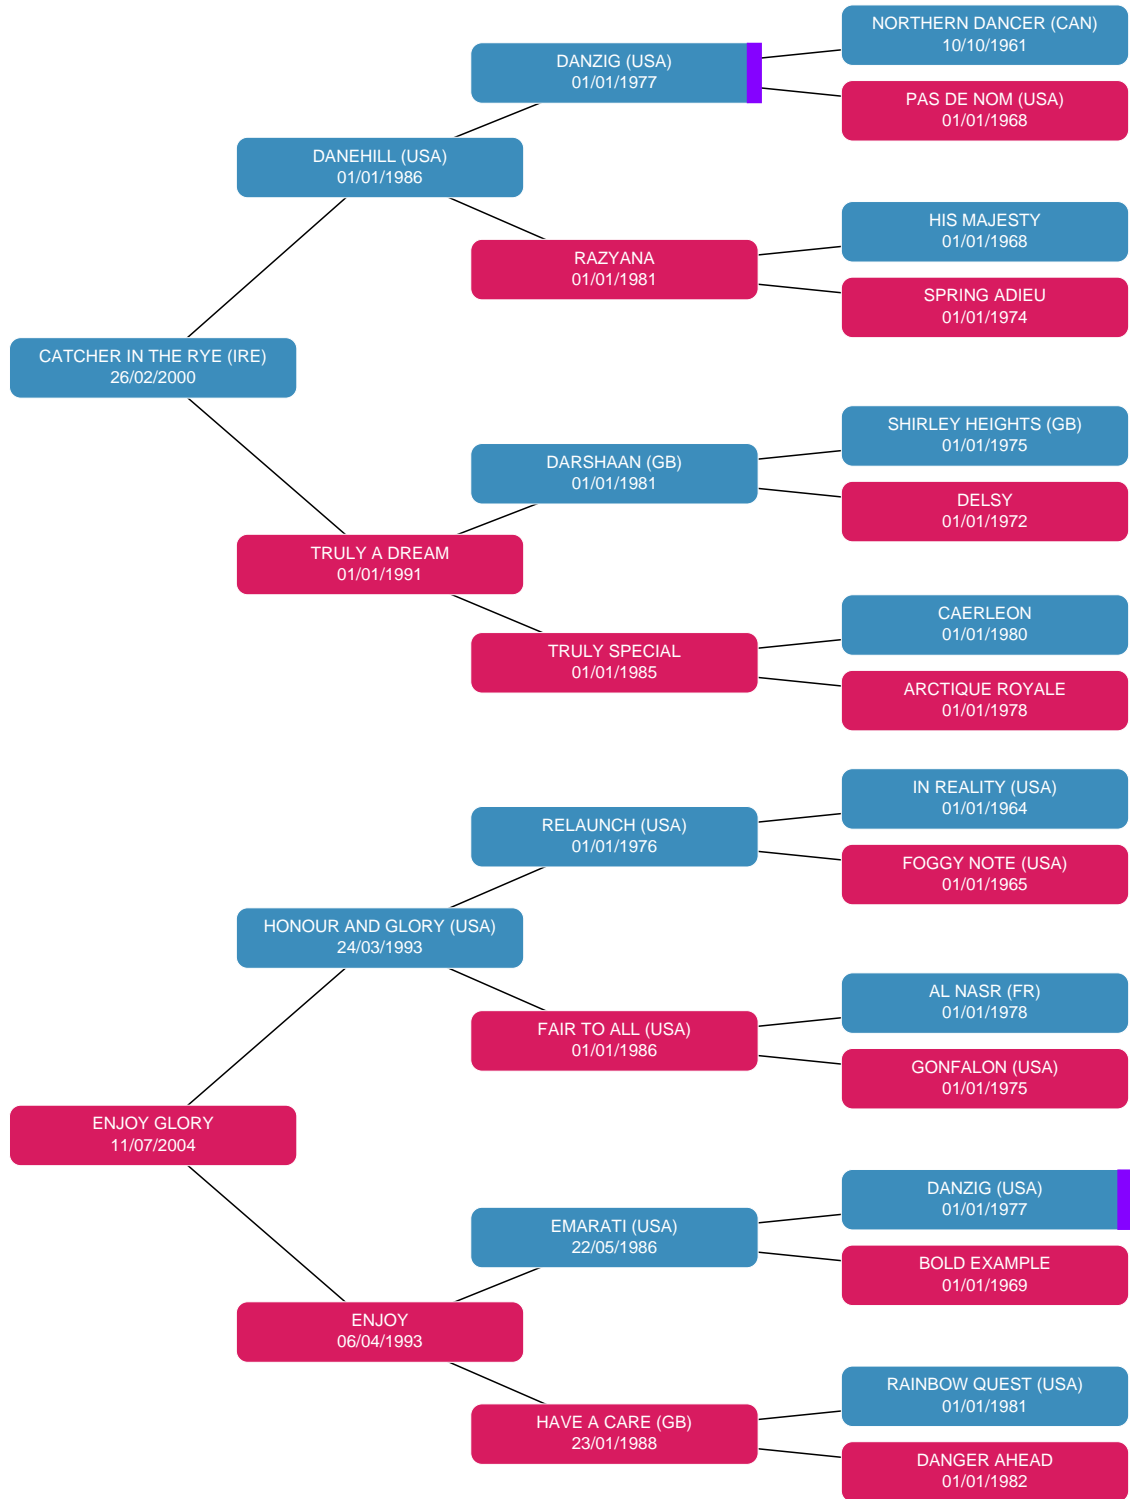 NORTHERN DANCER (CAN)
10/10/1961
DANZIG (USA)
01/01/1977
PAS DE NOM (USA)
01/01/1968
DANEHILL (USA)
01/01/1986
HIS MAJESTY
01/01/1968
RAZYANA
01/01/1981
SPRING ADIEU
01/01/1974
CATCHER IN THE RYE (IRE)
26/02/2000
SHIRLEY HEIGHTS (GB)
01/01/1975
DARSHAAN (GB)
01/01/1981
DELSY
01/01/1972
TRULY A DREAM
01/01/1991
CAERLEON
01/01/1980
TRULY SPECIAL
01/01/1985
ARCTIQUE ROYALE
01/01/1978
IN REALITY (USA)
01/01/1964
RELAUNCH (USA)
01/01/1976
FOGGY NOTE (USA)
01/01/1965
HONOUR AND GLORY (USA)
24/03/1993
AL NASR (FR)
01/01/1978
FAIR TO ALL (USA)
01/01/1986
GONFALON (USA)
01/01/1975
ENJOY GLORY
11/07/2004
DANZIG (USA)
01/01/1977
EMARATI (USA)
22/05/1986
BOLD EXAMPLE
01/01/1969
ENJOY
06/04/1993
RAINBOW QUEST (USA)
01/01/1981
HAVE A CARE (GB)
23/01/1988
DANGER AHEAD
01/01/1982